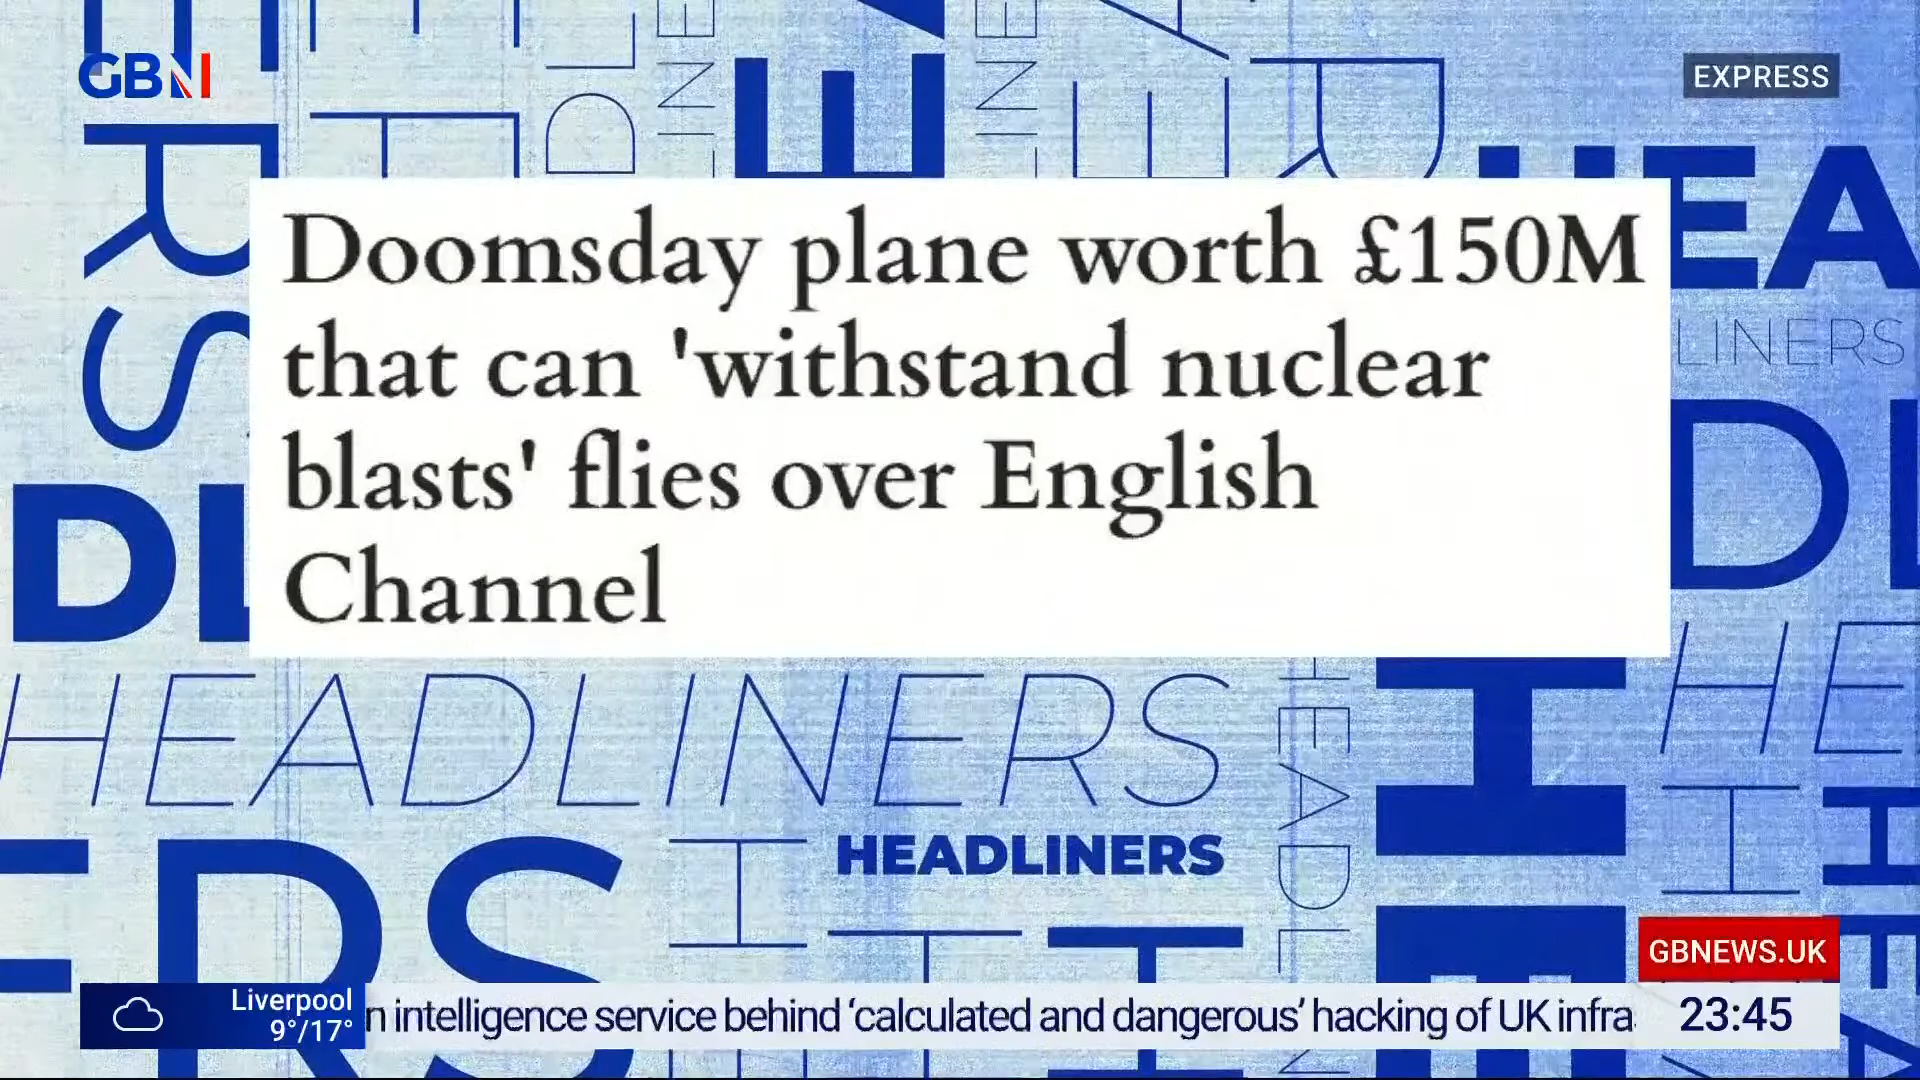 GBN
EXPRESS
Doomsday plane worth £150M
that can 'withstand nuclear
blasts' flies over English
Channel
HEADLINERS
HEADLINERS
GBNEWS.UK
Liverpool
9°/17°
n intelligence service behind ‘calculated and dangerous’ hacking of UK infra
23:45